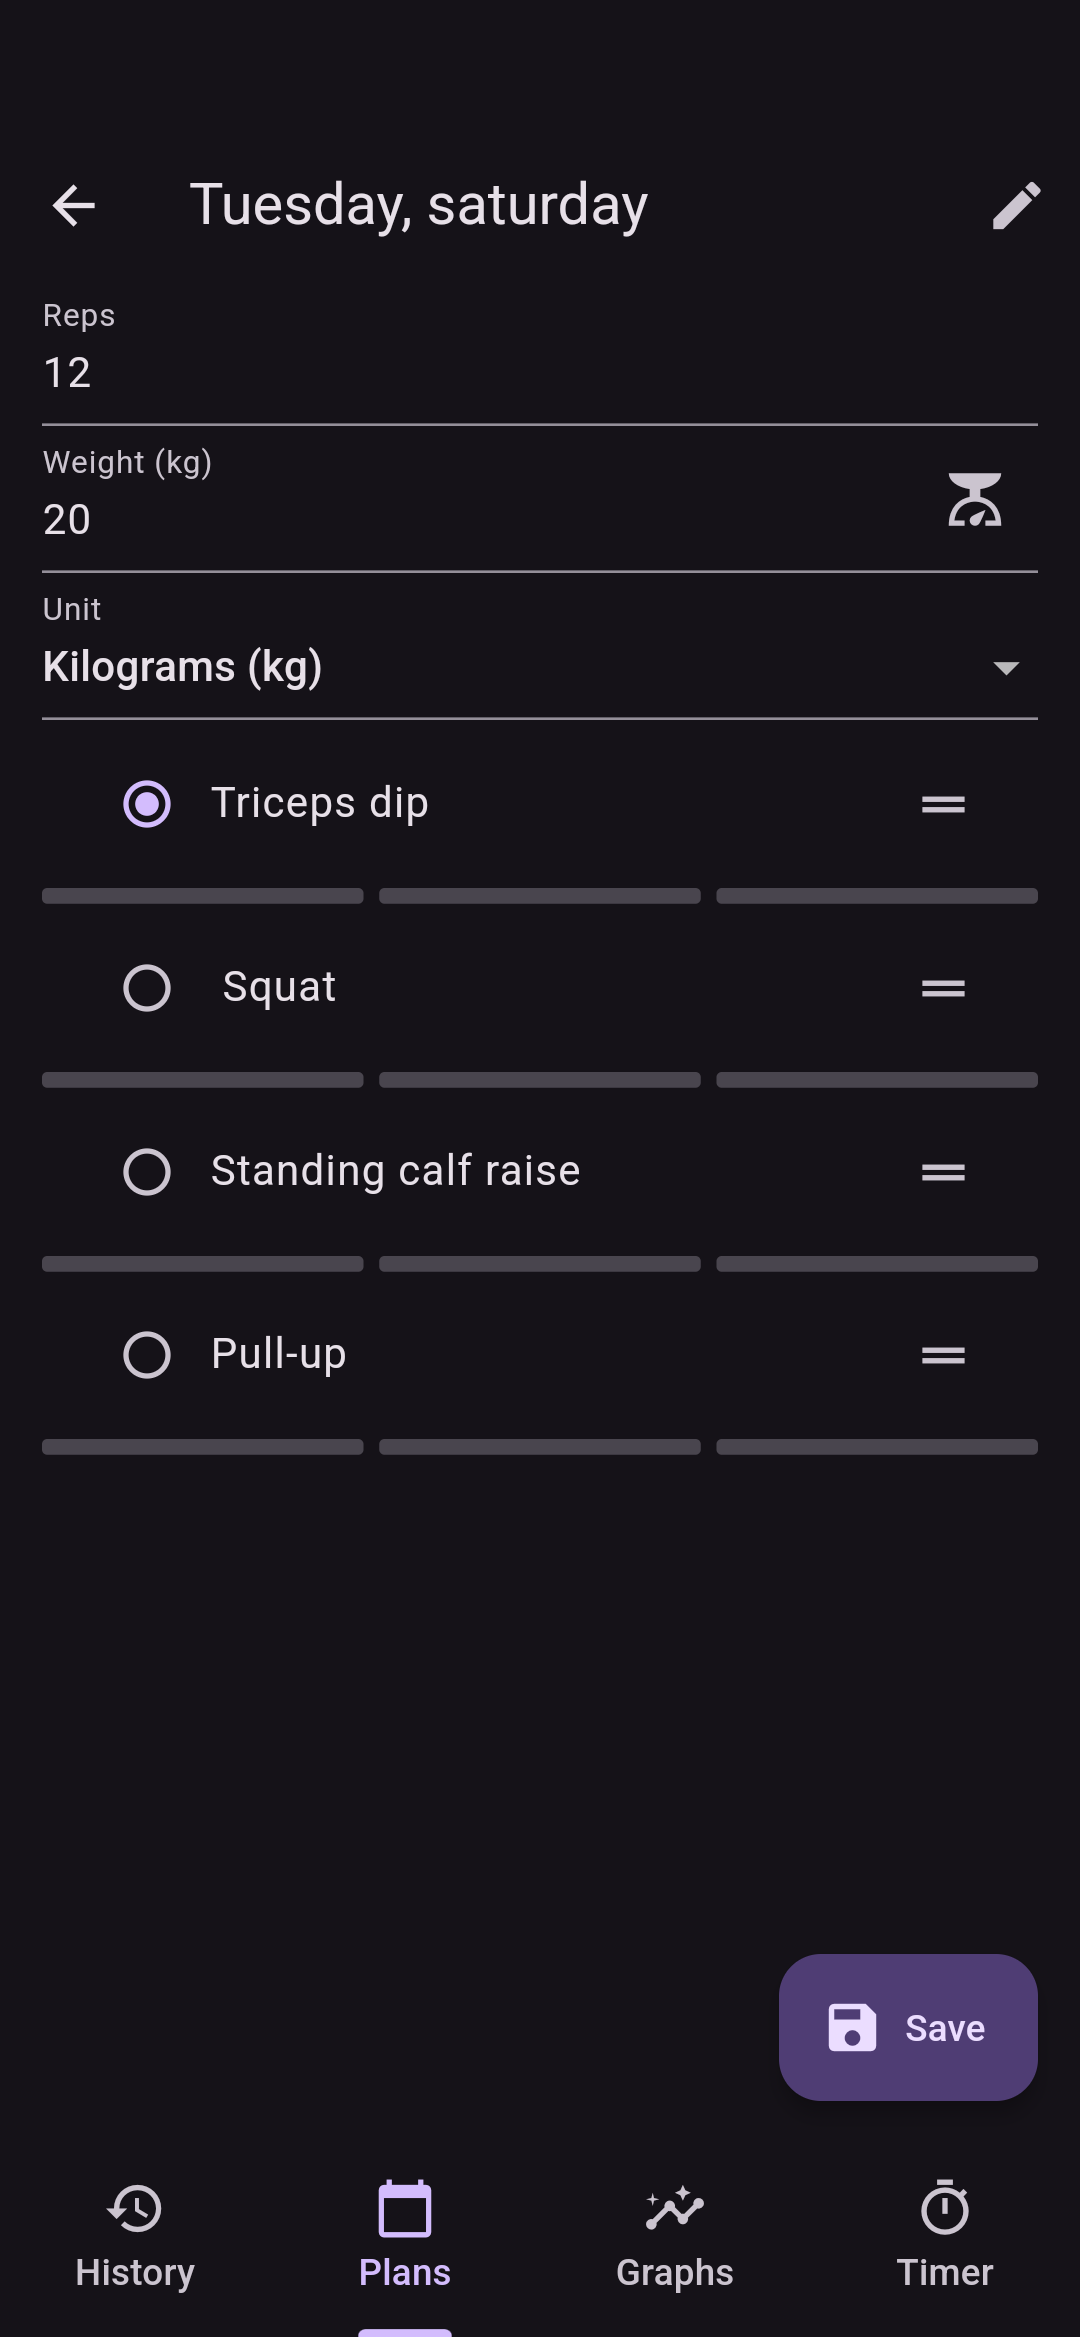 Tuesday, saturday
Reps
12
Weight (kg)
20
Unit
Kilograms (kg)
Triceps dip
Squat
Standing calf raise
Pull-up
Save
History
Plans
Graphs
Timer